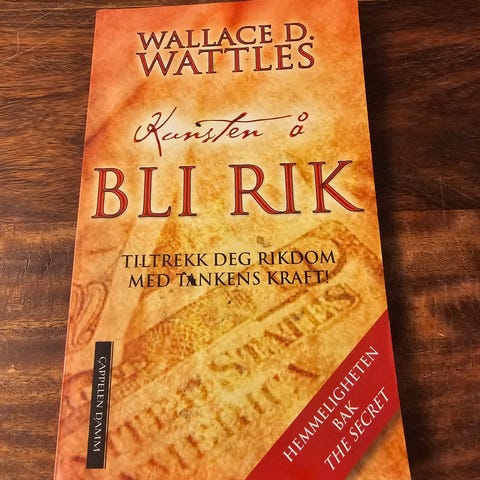 WALLACE D.
WATTLES
Kunsten å
BLI RIK
TILTREKK DEG RIKDOM
MED TANKENS KRAFT!
CAPPELEN DAMM
HEMMELIGHETEN
BAK
THE SECRET